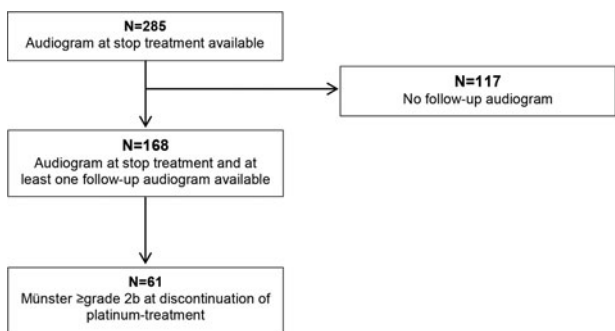 N=285
Audiogram at stop treatment available
N=117
No follow-up audiogram
N=168
Audiogram at stop treatment and at
least one follow-up audiogram available
N=61
Münster ≥grade 2b at discontinuation of
platinum-treatment